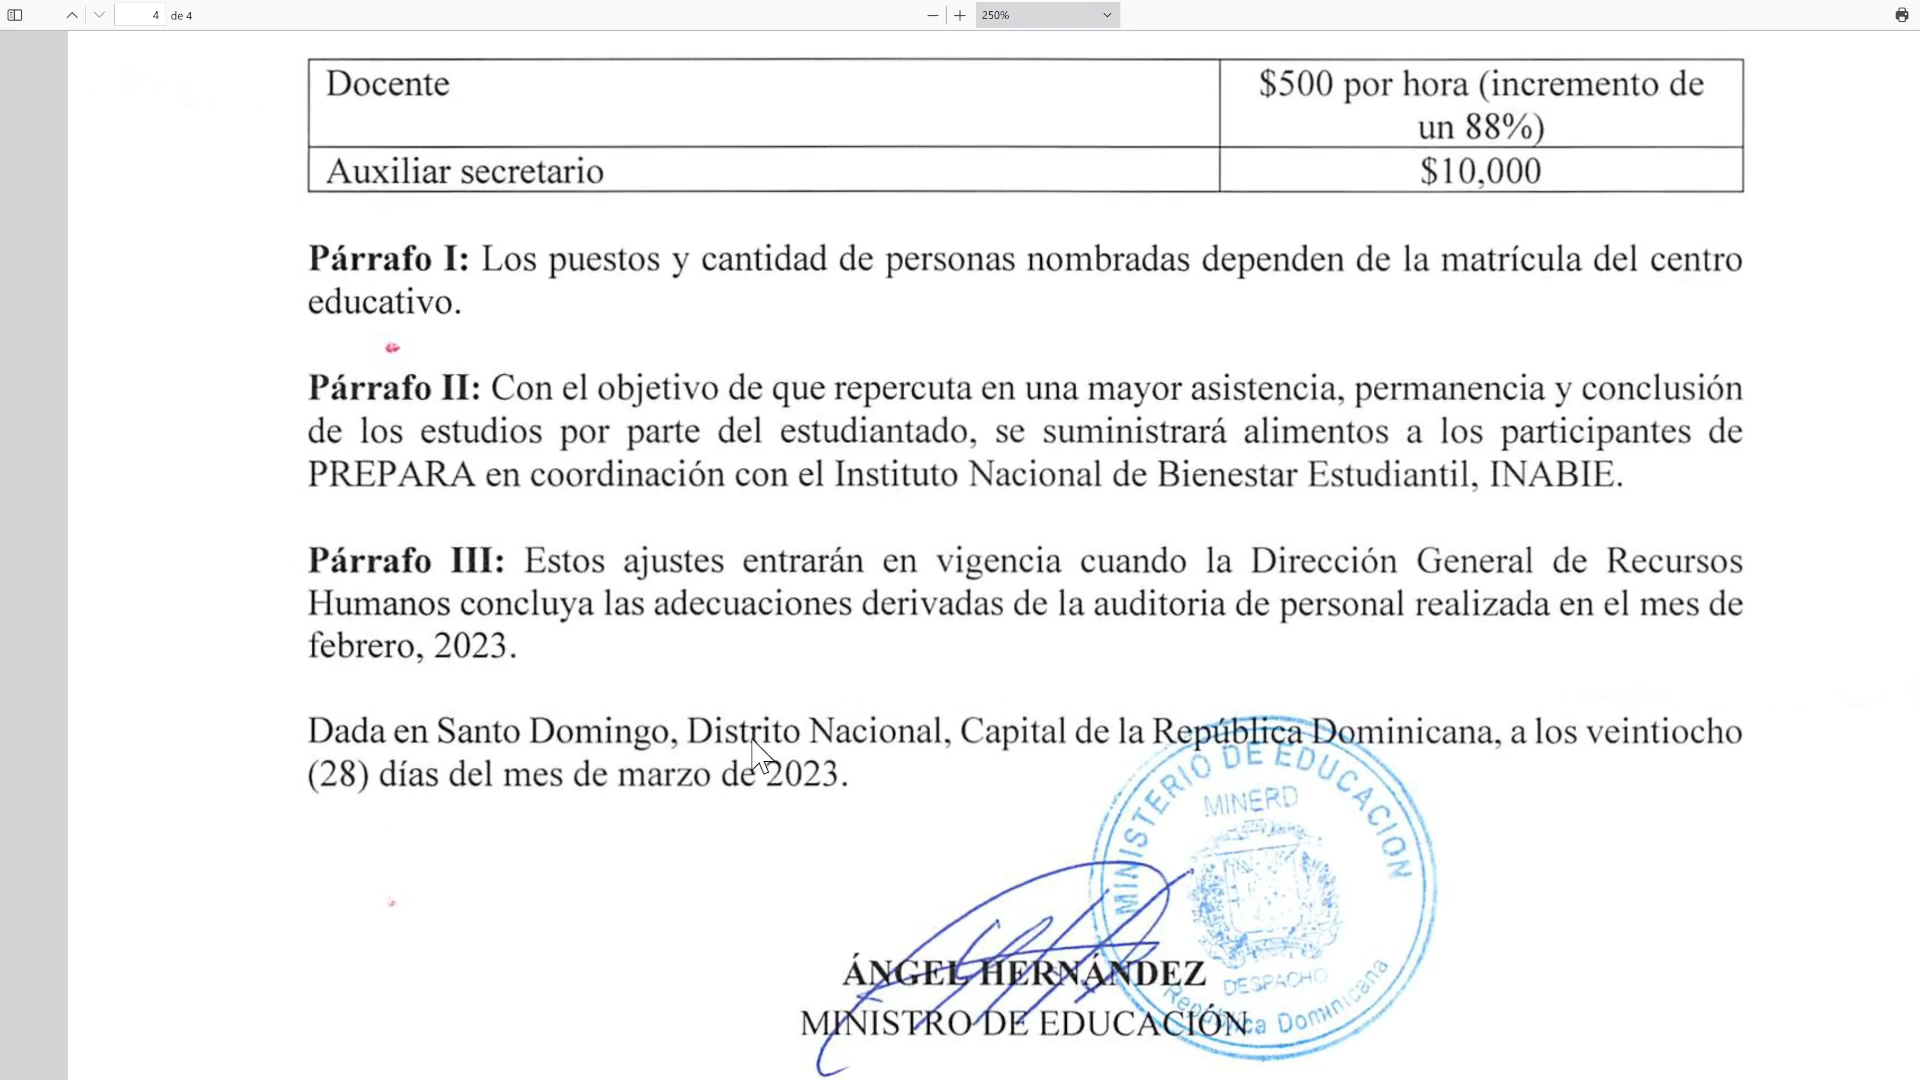 4 de 4 250%
Docente $500 por hora (incremento de
un 88%)
Auxiliar secretario $10,000
Párrafo I: Los puestos y cantidad de personas nombradas dependen de la matrícula del centro
educativo.
Párrafo II: Con el objetivo de que repercuta en una mayor asistencia, permanencia y conclusión
de los estudios por parte del estudiantado, se suministrará alimentos a los participantes de
PREPARA en coordinación con el Instituto Nacional de Bienestar Estudiantil, INABIE.
Párrafo III: Estos ajustes entrarán en vigencia cuando la Dirección General de Recursos
Humanos concluya las adecuaciones derivadas de la auditoria de personal realizada en el mes de
febrero, 2023.
Dada en Santo Domingo, Distrito Nacional, Capital de la República Dominicana, a los veintiocho
(28) días del mes de marzo de 2023.
MINISTERIO DE EDUCACION
MINERD
DESPACHO
República Dominicana
ÁNGEL HERNÁNDEZ
MINISTRO DE EDUCACIÓN